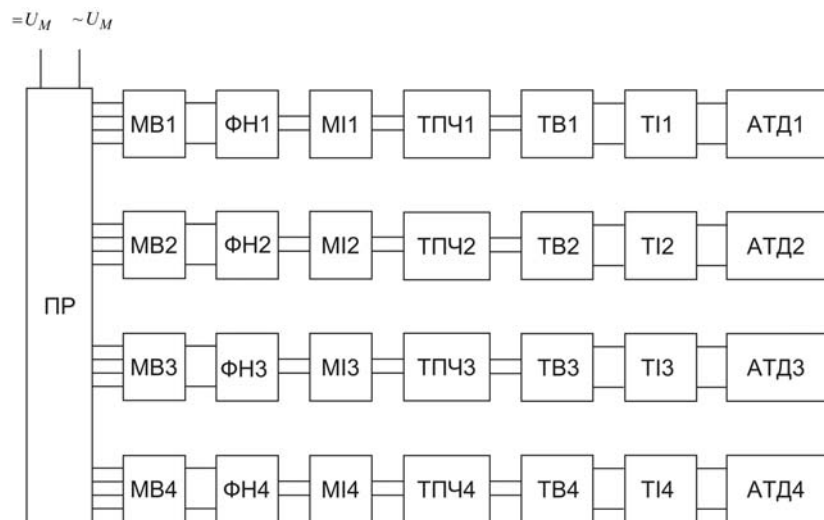 =U_M ~U_M
МВ1 ФН1 МІ1 ТПЧ1 ТВ1 ТІ1 АТД1
МВ2 ФН2 МІ2 ТПЧ2 ТВ2 ТІ2 АТД2
ПР
МВ3 ФН3 МІ3 ТПЧ3 ТВ3 ТІ3 АТД3
МВ4 ФН4 МІ4 ТПЧ4 ТВ4 ТІ4 АТД4